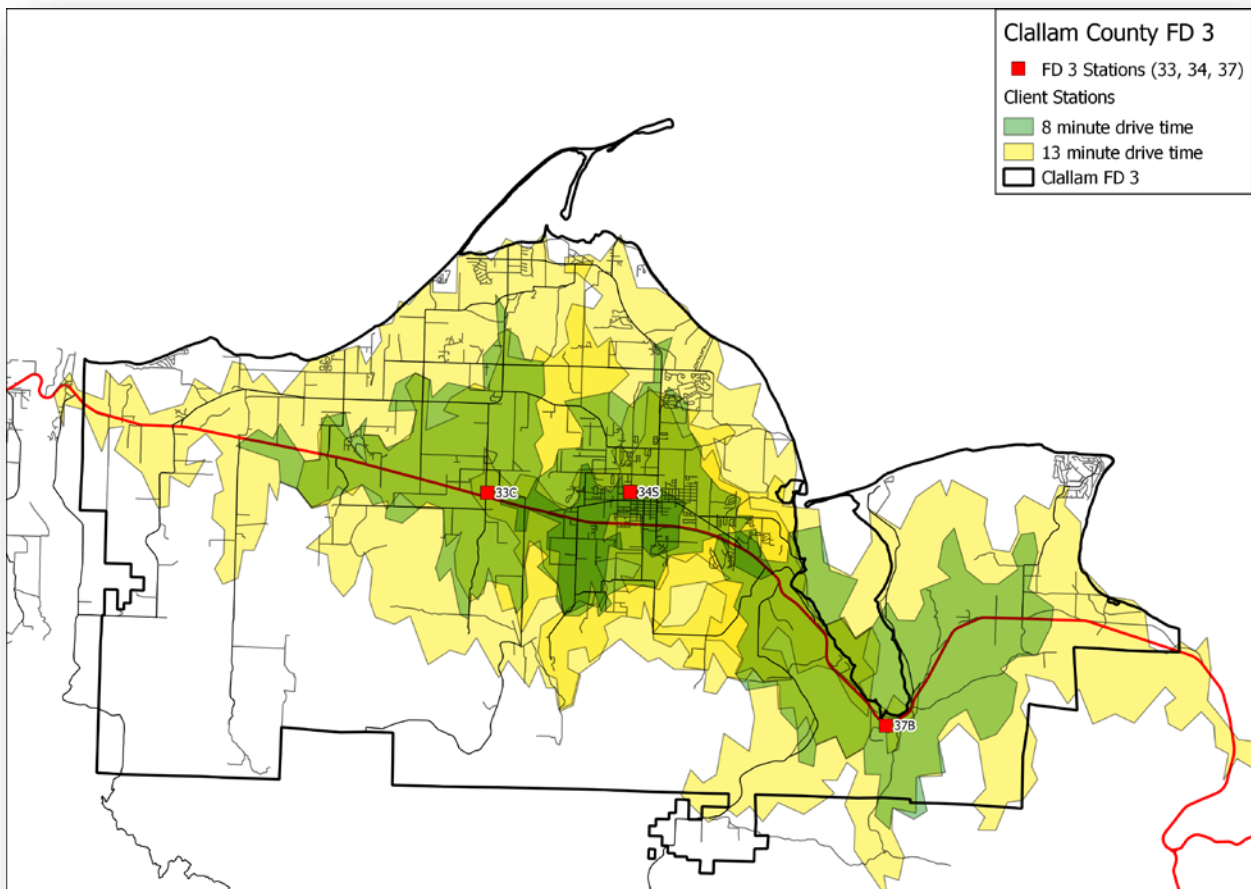 Clallam County FD 3
FD 3 Stations (33, 34, 37)
Client Stations
8 minute drive time
13 minute drive time
Clallam FD 3
33C
34S
37B